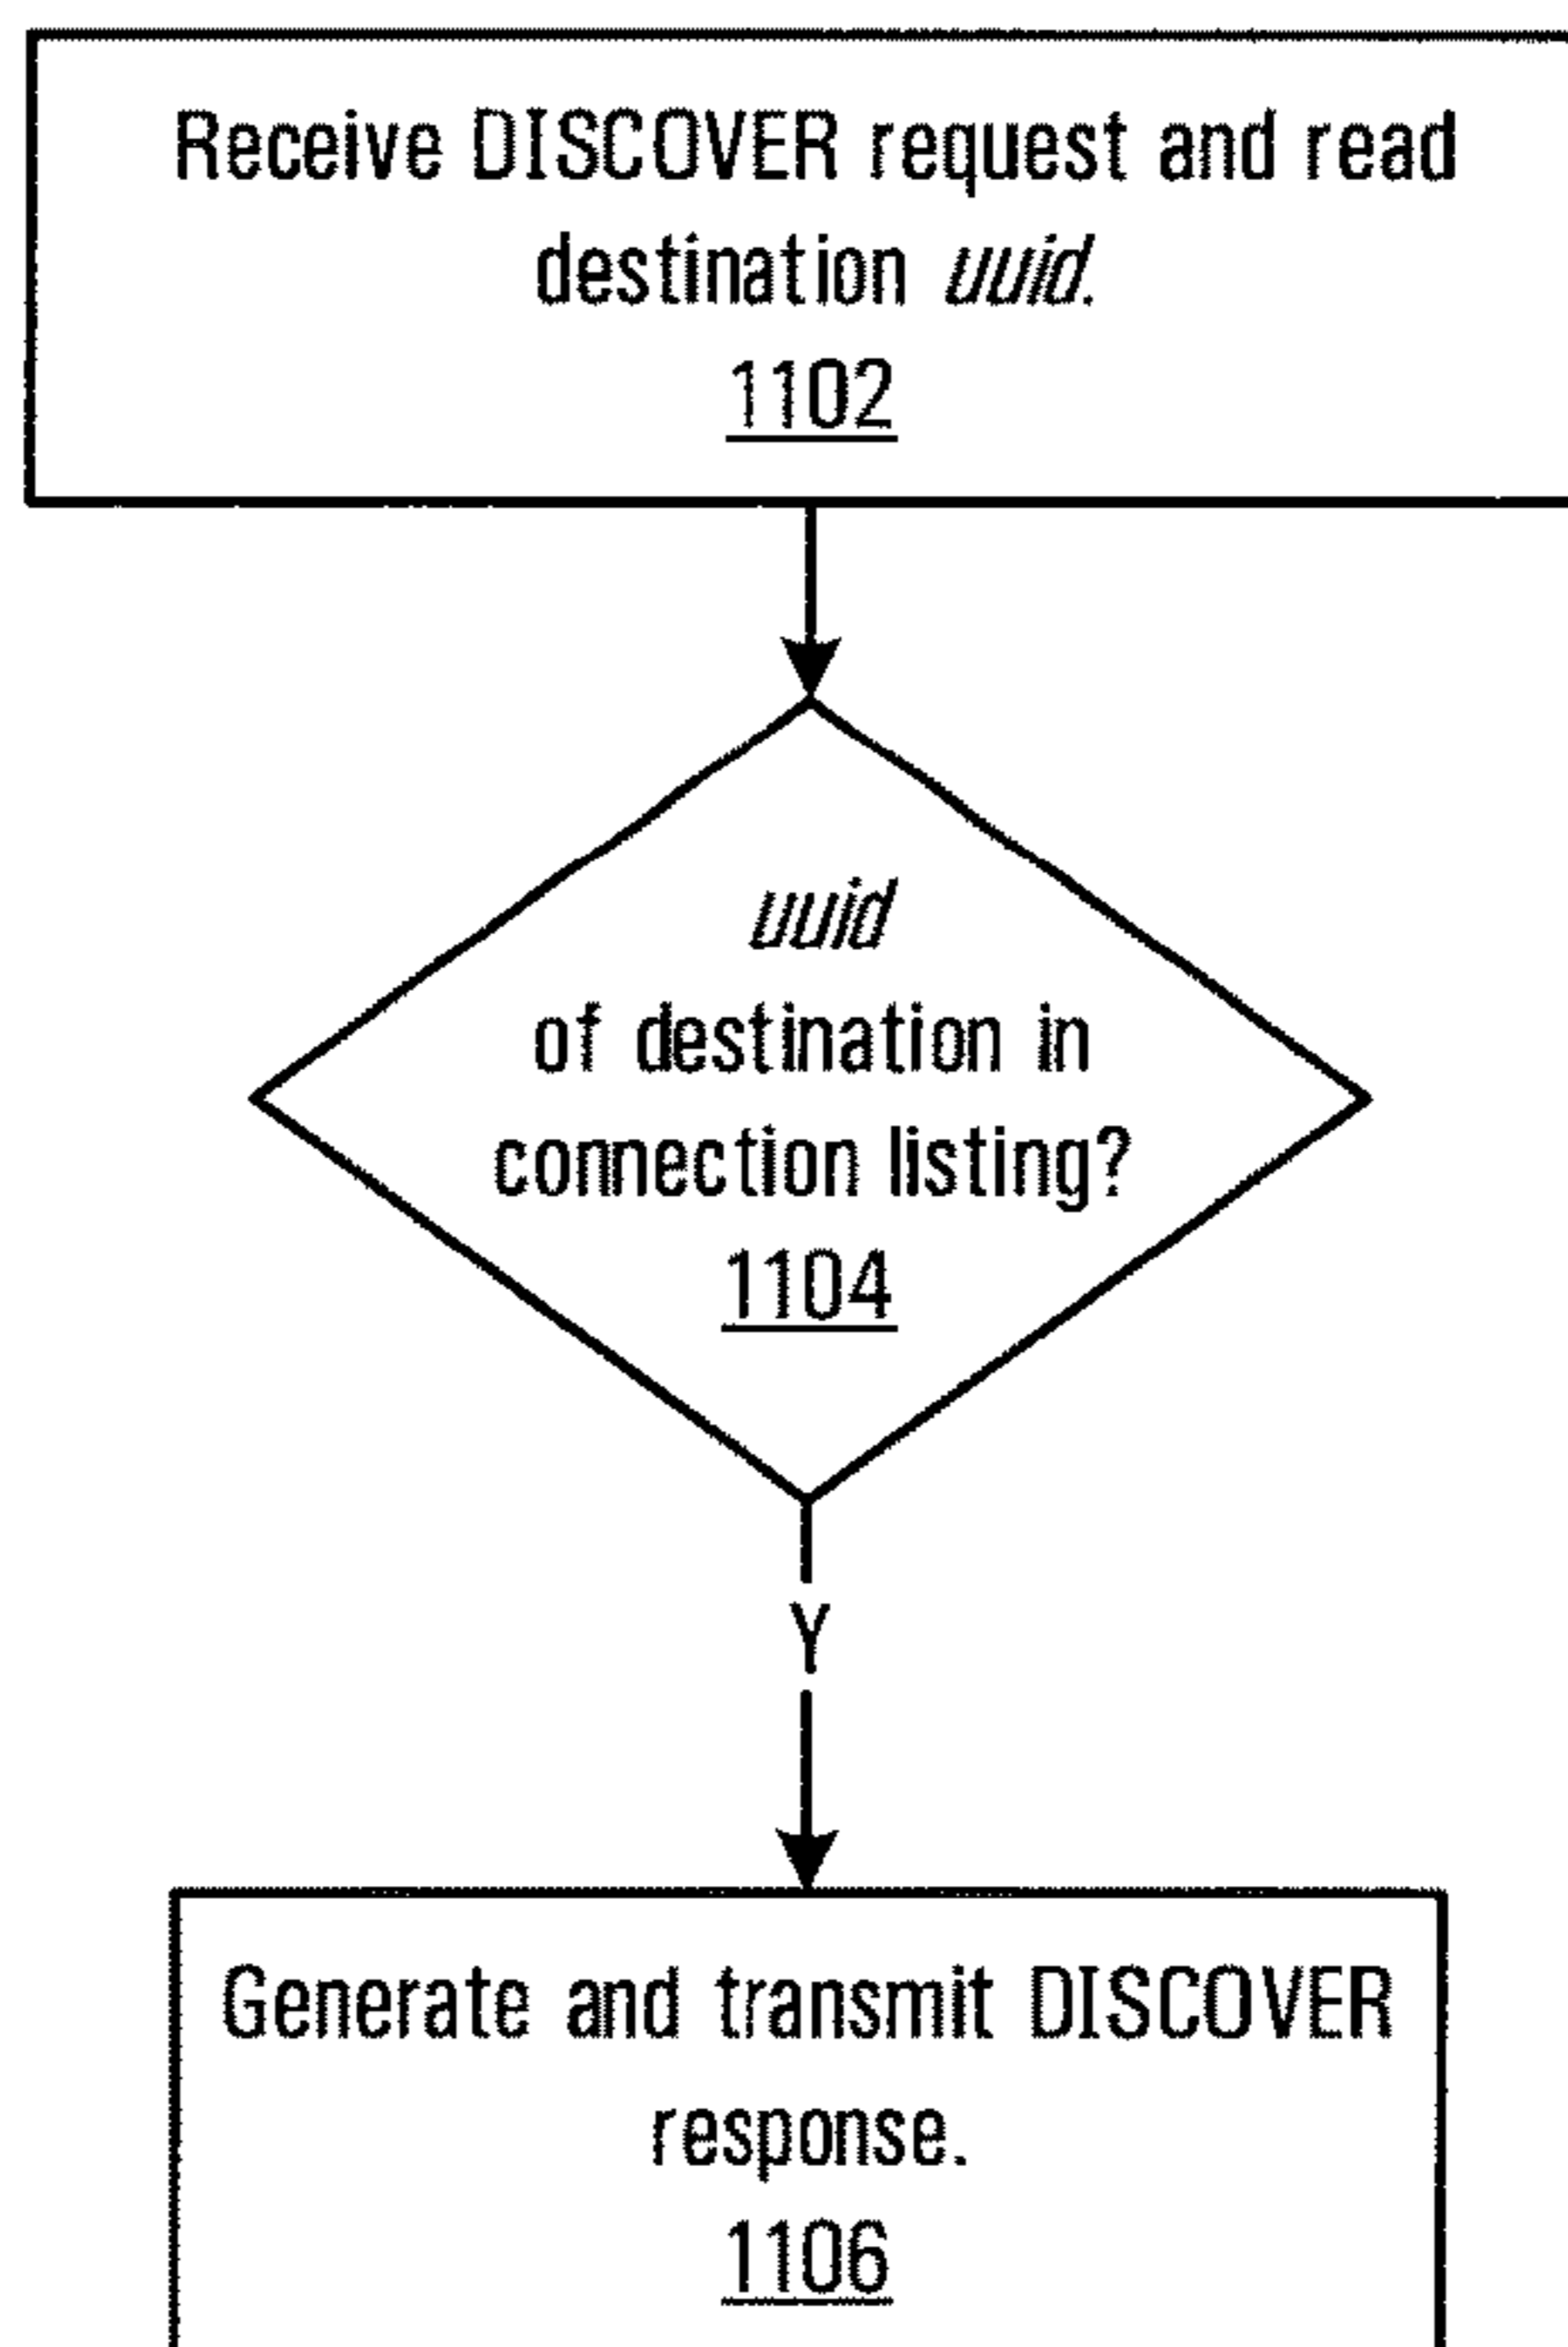 Receive DISCOVER request and read
destination uuid.
1102
uuid
of destination in
connection listing?
1104
Y
Generate and transmit DISCOVER
response.
1106